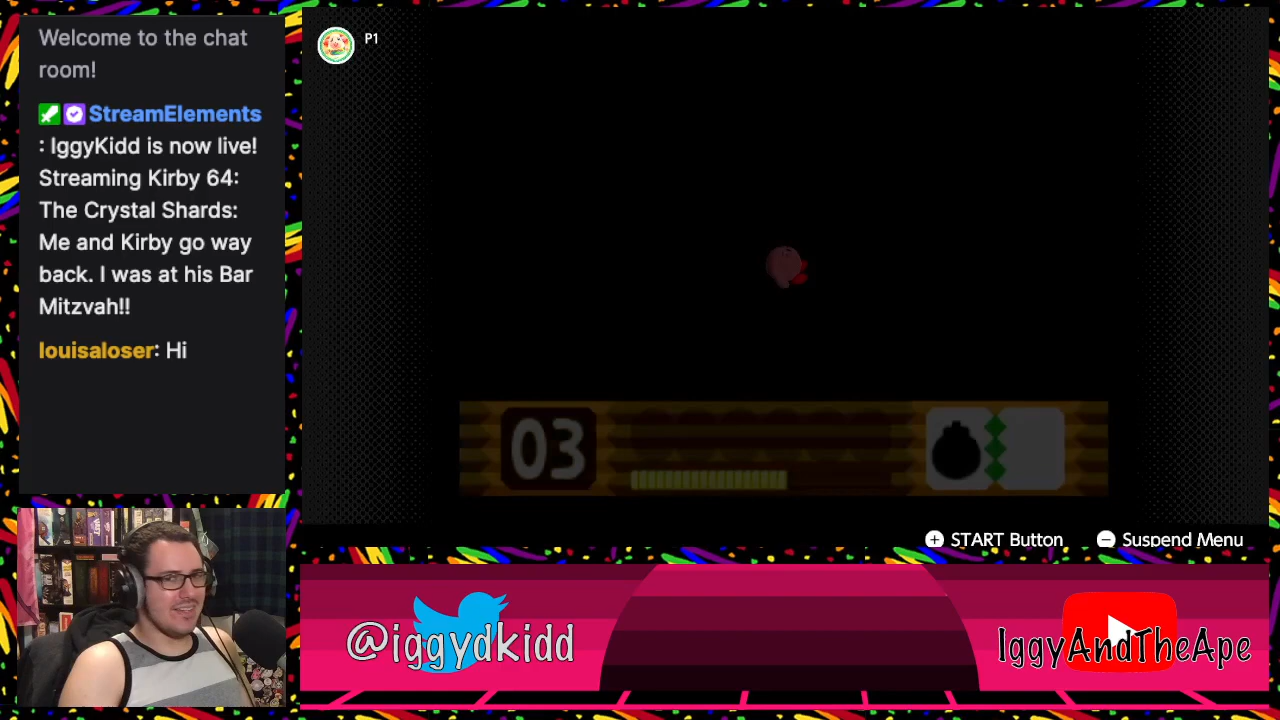 Welcome to the chat
room!
StreamElements
: IggyKidd is now live!
Streaming Kirby 64:
The Crystal Shards:
Me and Kirby go way
back. I was at his Bar
Mitzvah!!
louisaloser: Hi
P1
03
START Button
Suspend Menu
@iggydkidd
IggyAndTheApe